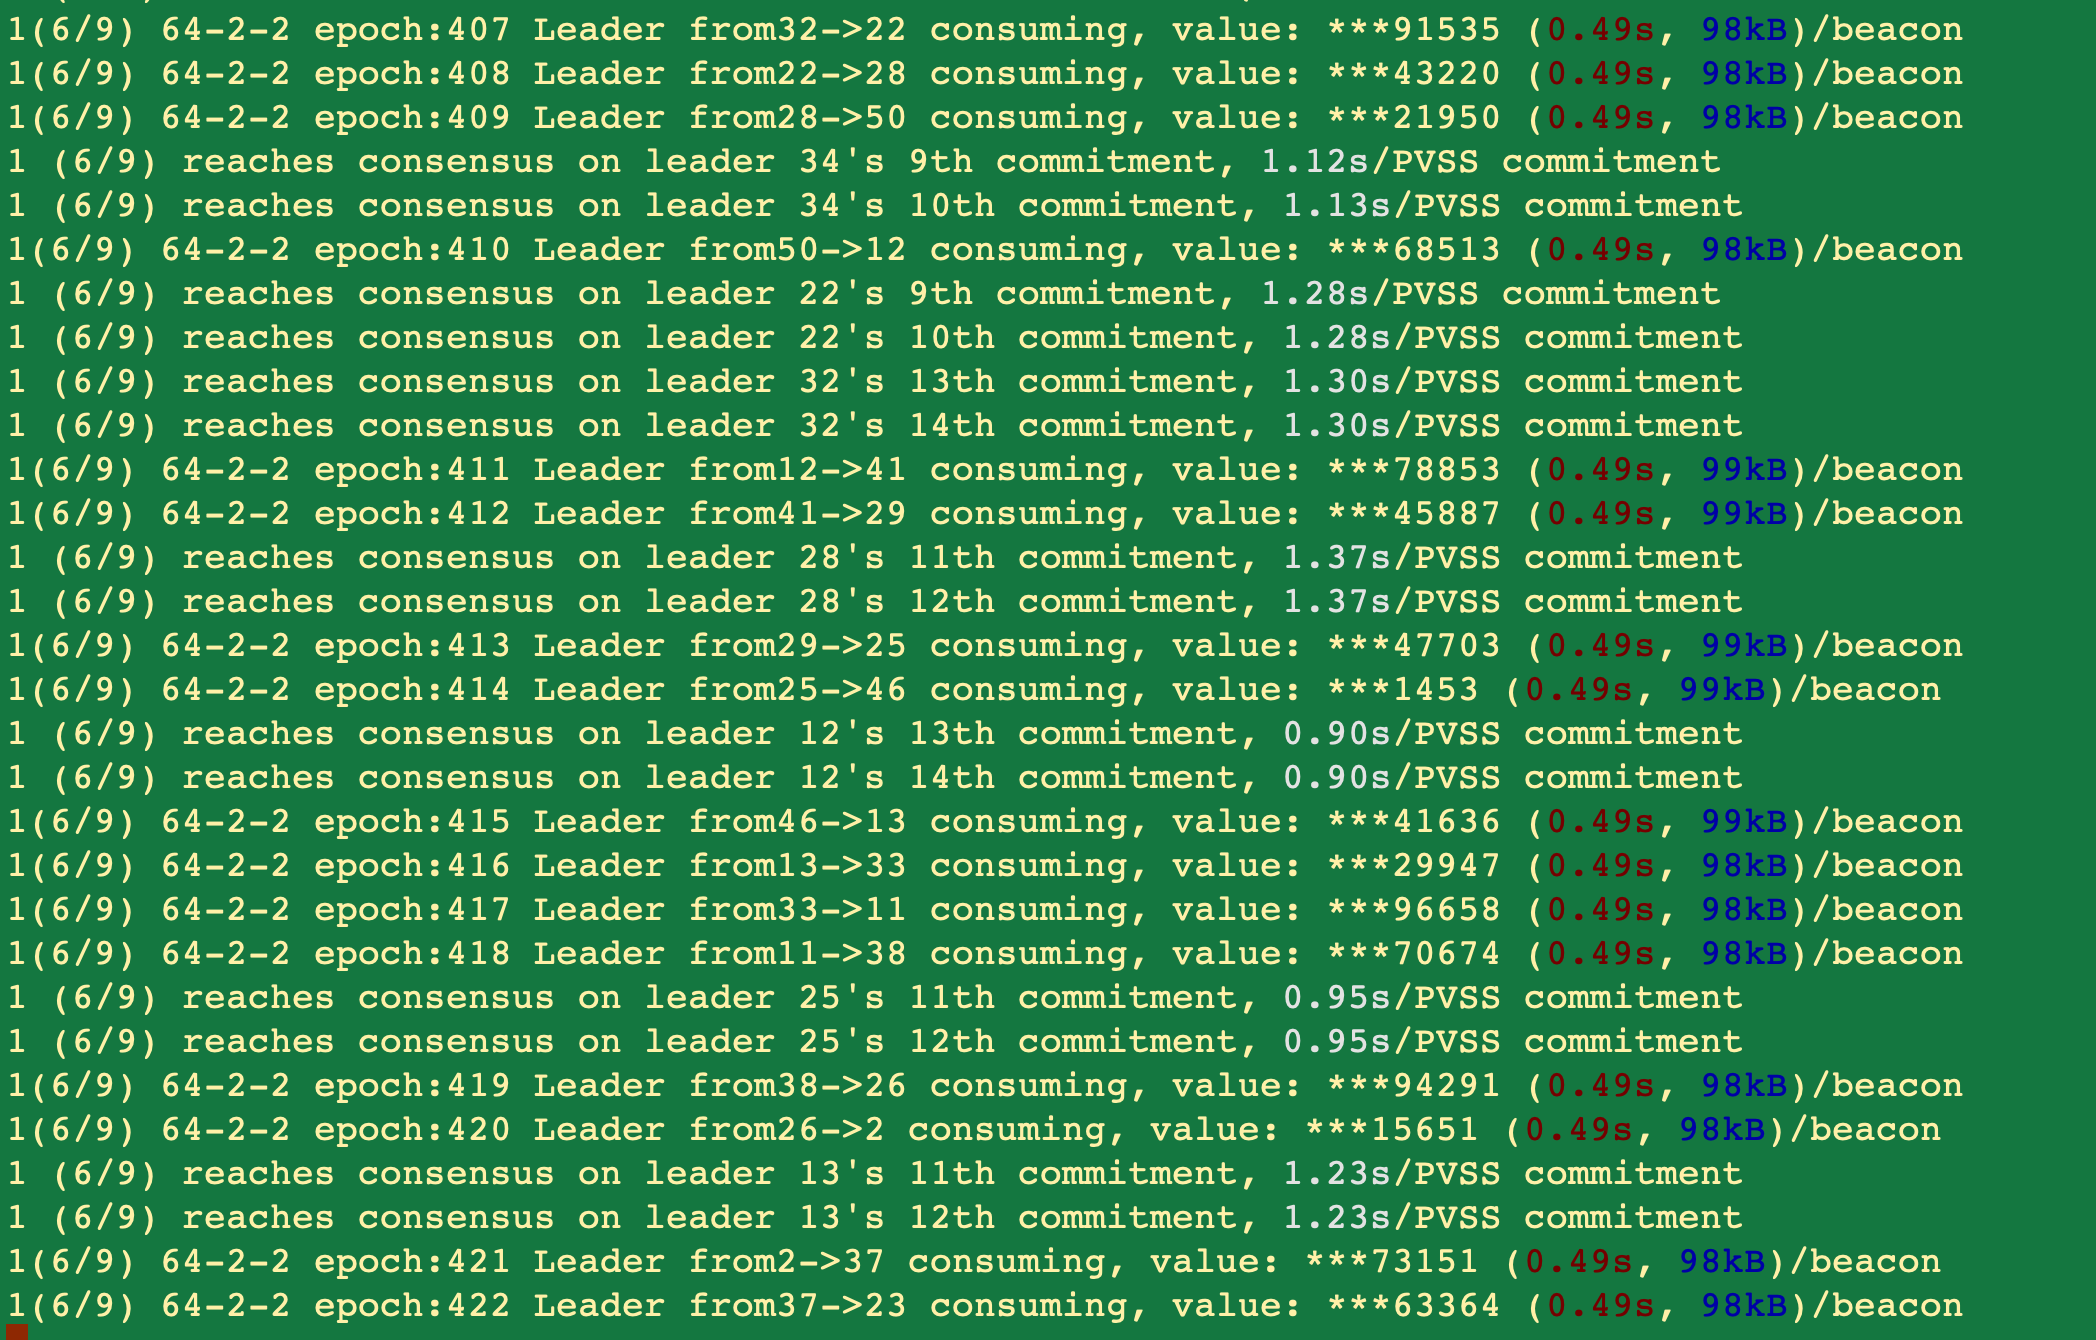 1(6/9) 64-2-2 epoch:407 Leader from32->22 consuming, value: ***91535 (0.49s, 98kB)/beacon
1(6/9) 64-2-2 epoch:408 Leader from22->28 consuming, value: ***43220 (0.49s, 98kB)/beacon
1(6/9) 64-2-2 epoch:409 Leader from28->50 consuming, value: ***21950 (0.49s, 98kB)/beacon
1 (6/9) reaches consensus on leader 34's 9th commitment, 1.12s/PVSS commitment
1 (6/9) reaches consensus on leader 34's 10th commitment, 1.13s/PVSS commitment
1(6/9) 64-2-2 epoch:410 Leader from50->12 consuming, value: ***68513 (0.49s, 98kB)/beacon
1 (6/9) reaches consensus on leader 22's 9th commitment, 1.28s/PVSS commitment
1 (6/9) reaches consensus on leader 22's 10th commitment, 1.28s/PVSS commitment
1 (6/9) reaches consensus on leader 32's 13th commitment, 1.30s/PVSS commitment
1 (6/9) reaches consensus on leader 32's 14th commitment, 1.30s/PVSS commitment
1(6/9) 64-2-2 epoch:411 Leader from12->41 consuming, value: ***78853 (0.49s, 99kB)/beacon
1(6/9) 64-2-2 epoch:412 Leader from41->29 consuming, value: ***45887 (0.49s, 99kB)/beacon
1 (6/9) reaches consensus on leader 28's 11th commitment, 1.37s/PVSS commitment
1 (6/9) reaches consensus on leader 28's 12th commitment, 1.37s/PVSS commitment
1(6/9) 64-2-2 epoch:413 Leader from29->25 consuming, value: ***47703 (0.49s, 99kB)/beacon
1(6/9) 64-2-2 epoch:414 Leader from25->46 consuming, value: ***1453 (0.49s, 99kB)/beacon
1 (6/9) reaches consensus on leader 12's 13th commitment, 0.90s/PVSS commitment
1 (6/9) reaches consensus on leader 12's 14th commitment, 0.90s/PVSS commitment
1(6/9) 64-2-2 epoch:415 Leader from46->13 consuming, value: ***41636 (0.49s, 99kB)/beacon
1(6/9) 64-2-2 epoch:416 Leader from13->33 consuming, value: ***29947 (0.49s, 98kB)/beacon
1(6/9) 64-2-2 epoch:417 Leader from33->11 consuming, value: ***96658 (0.49s, 98kB)/beacon
1(6/9) 64-2-2 epoch:418 Leader from11->38 consuming, value: ***70674 (0.49s, 98kB)/beacon
1 (6/9) reaches consensus on leader 25's 11th commitment, 0.95s/PVSS commitment
1 (6/9) reaches consensus on leader 25's 12th commitment, 0.95s/PVSS commitment
1(6/9) 64-2-2 epoch:419 Leader from38->26 consuming, value: ***94291 (0.49s, 98kB)/beacon
1(6/9) 64-2-2 epoch:420 Leader from26->2 consuming, value: ***15651 (0.49s, 98kB)/beacon
1 (6/9) reaches consensus on leader 13's 11th commitment, 1.23s/PVSS commitment
1 (6/9) reaches consensus on leader 13's 12th commitment, 1.23s/PVSS commitment
1(6/9) 64-2-2 epoch:421 Leader from2->37 consuming, value: ***73151 (0.49s, 98kB)/beacon
1(6/9) 64-2-2 epoch:422 Leader from37->23 consuming, value: ***63364 (0.49s, 98kB)/beacon